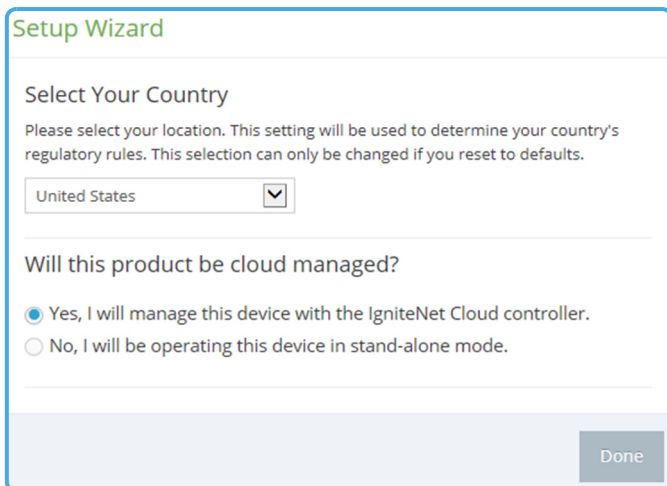 Setup Wizard
Select Your Country
Please select your location. This setting will be used to determine your country's
regulatory rules. This selection can only be changed if you reset to defaults.
United States
Will this product be cloud managed?
Yes, I will manage this device with the IgniteNet Cloud controller.
No, I will be operating this device in stand-alone mode.
Done